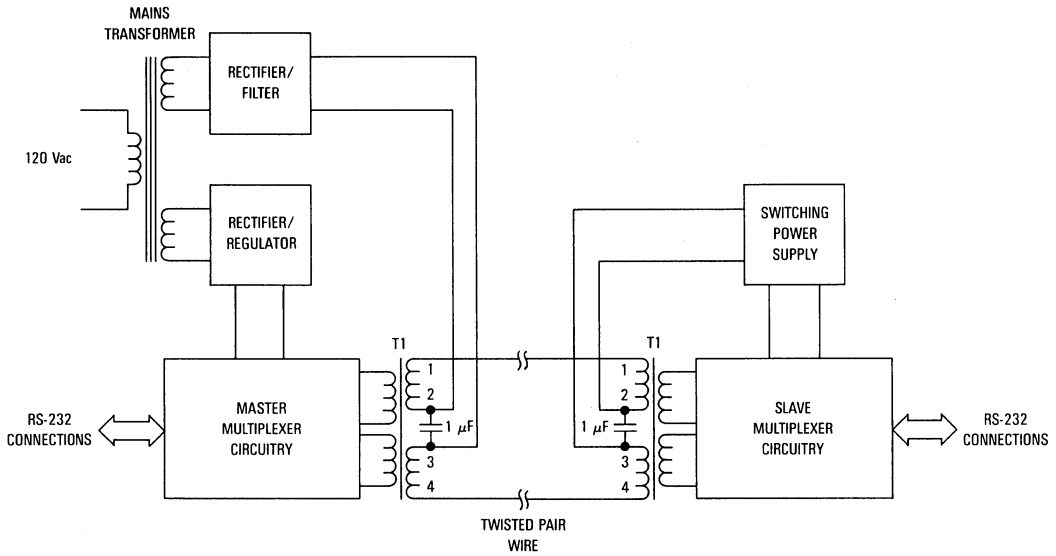 MAINS
TRANSFORMER
RECTIFIER/
FILTER
120 Vac
RECTIFIER/
REGULATOR
SWITCHING
POWER
SUPPLY
T1
T1
1
2
1 µF
3
4
1
2
1 µF
3
4
RS-232
CONNECTIONS
MASTER
MULTIPLEXER
CIRCUITRY
SLAVE
MULTIPLEXER
CIRCUITRY
RS-232
CONNECTIONS
TWISTED PAIR
WIRE